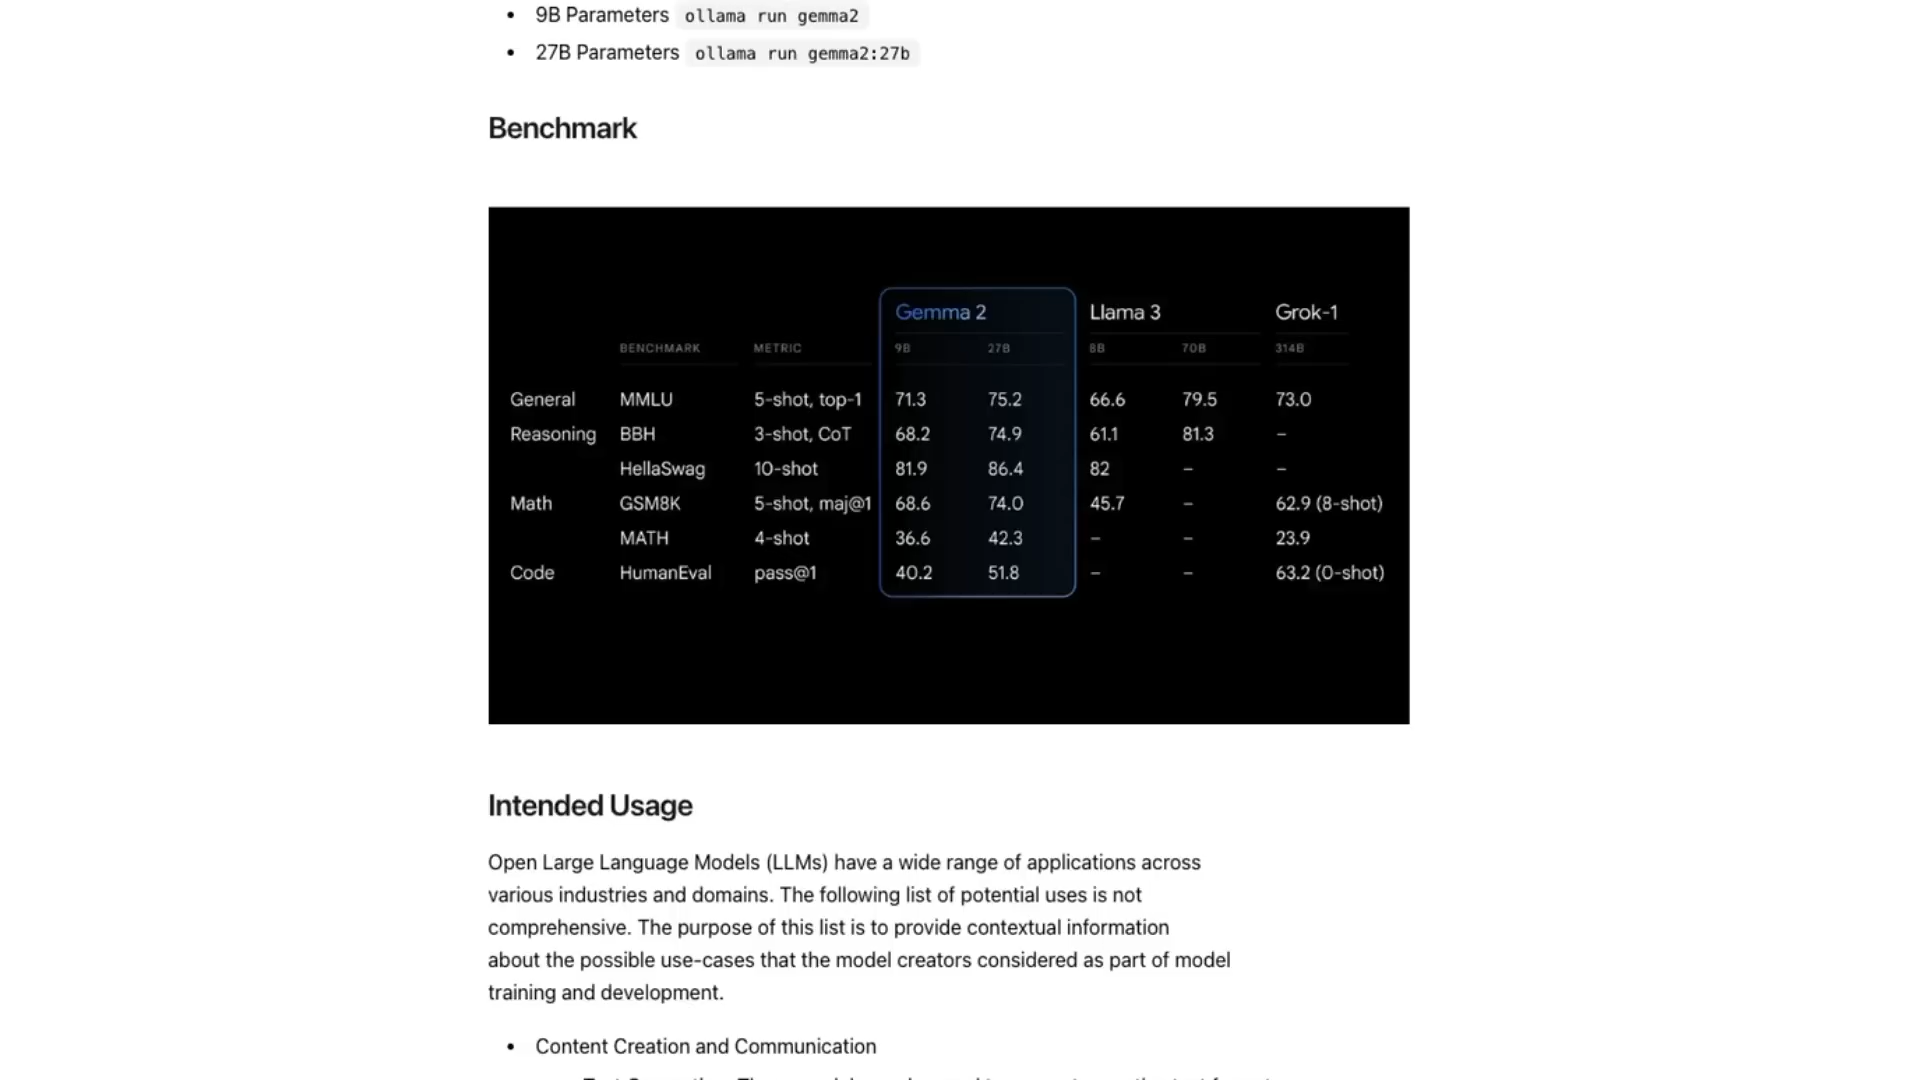 • 9B Parameters ollama run gemma2
• 27B Parameters ollama run gemma2:27b
Benchmark
Gemma 2 Llama 3 Grok-1
BENCHMARK METRIC 9B 27B 8B 70B 314B
General MMLU 5-shot, top-1 71.3 75.2 66.6 79.5 73.0
Reasoning BBH 3-shot, CoT 68.2 74.9 61.1 81.3 –
HellaSwag 10-shot 81.9 86.4 82 – –
Math GSM8K 5-shot, maj@1 68.6 74.0 45.7 – 62.9 (8-shot)
MATH 4-shot 36.6 42.3 – – 23.9
Code HumanEval pass@1 40.2 51.8 – – 63.2 (0-shot)
Intended Usage
Open Large Language Models (LLMs) have a wide range of applications across
various industries and domains. The following list of potential uses is not
comprehensive. The purpose of this list is to provide contextual information
about the possible use-cases that the model creators considered as part of model
training and development.
• Content Creation and Communication